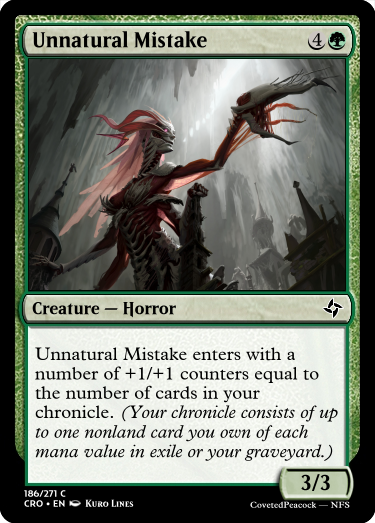 Unnatural Mistake 4
Creature — Horror
Unnatural Mistake enters with a
number of +1/+1 counters equal to
the number of cards in your
chronicle. (Your chronicle consists of up
to one nonland card you own of each
mana value in exile or your graveyard.)
3/3
186/271 C
CRO • EN Kuro Lines
CovetedPeacock — NFS